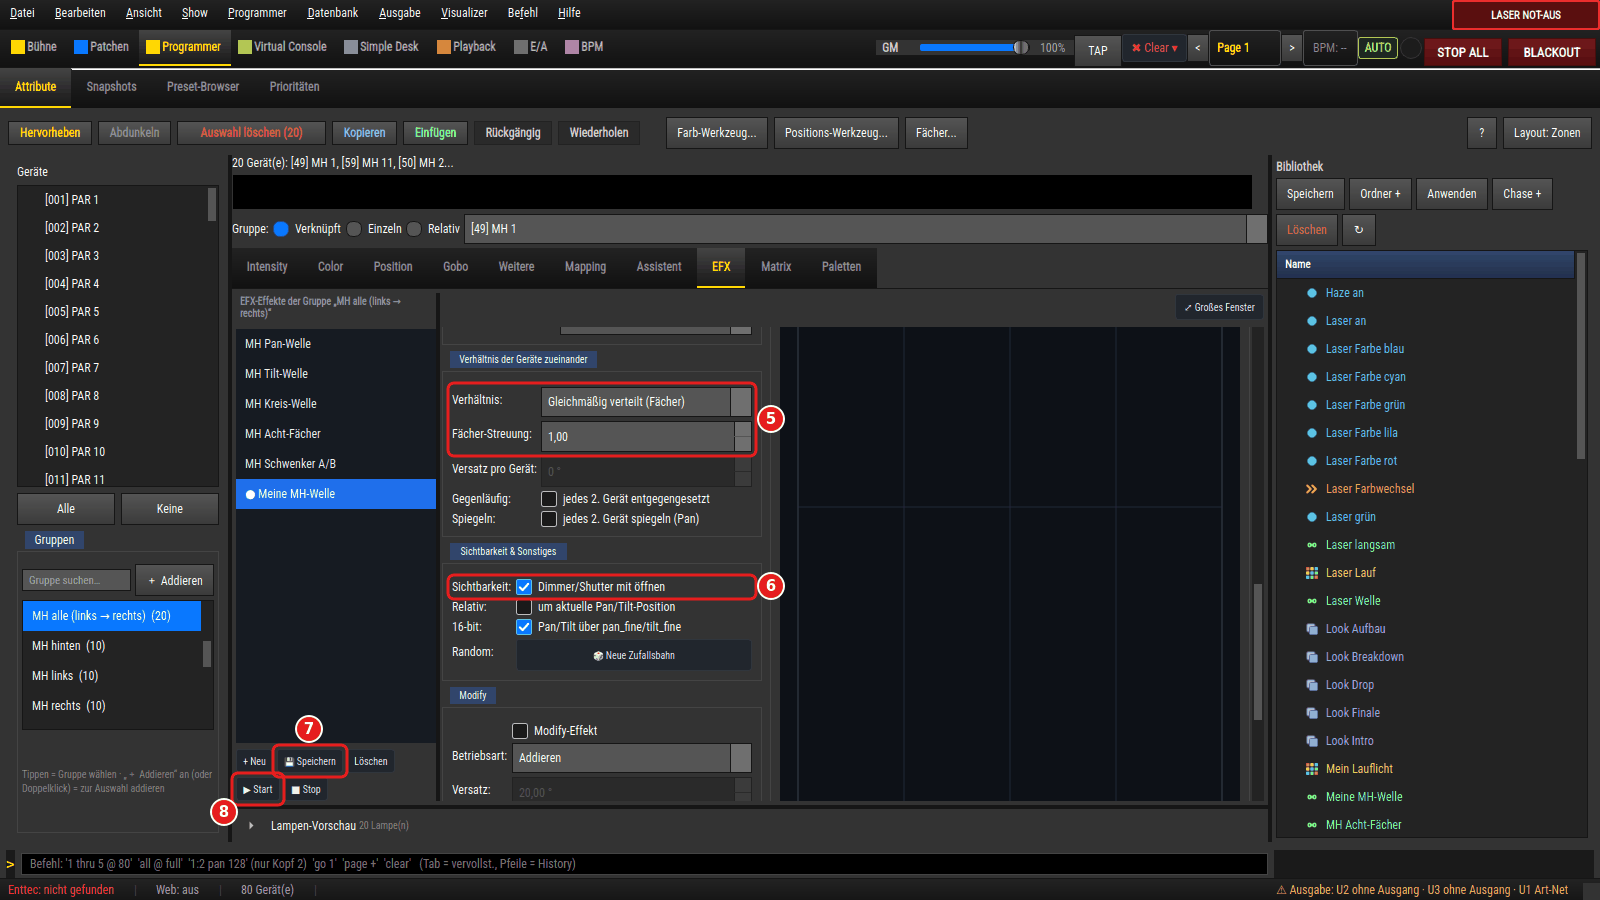 Datei Bearbeiten Ansicht Show Programmer Datenbank Ausgabe Visualizer Befehl Hilfe
LASER NOT-AUS
Bühne Patchen Programmer Virtual Console Simple Desk Playback E/A BPM
GM 100% TAP ✖ Clear ▾ < Page 1 > BPM: -- AUTO STOP ALL BLACKOUT
Attribute Snapshots Preset-Browser Prioritäten
Hervorheben Abdunkeln Auswahl löschen (20) Kopieren Einfügen Rückgängig Wiederholen Farb-Werkzeug... Positions-Werkzeug... Fächer... ? Layout: Zonen
Geräte
[001] PAR 1
[002] PAR 2
[003] PAR 3
[004] PAR 4
[005] PAR 5
[006] PAR 6
[007] PAR 7
[008] PAR 8
[009] PAR 9
[010] PAR 10
[011] PAR 11
Alle Keine
Gruppen
Gruppe suchen... + Addieren
MH alle (links → rechts) (20)
MH hinten (10)
MH links (10)
MH rechts (10)
Tippen = Gruppe wählen · „ + Addieren" an (oder
Doppelklick) = zur Auswahl addieren
20 Gerät(e): [49] MH 1, [59] MH 11, [50] MH 2...
Gruppe: Verknüpft Einzeln Relativ [49] MH 1
Intensity Color Position Gobo Weitere Mapping Assistent EFX Matrix Paletten
EFX-Effekte der Gruppe „MH alle (links →
rechts)"
MH Pan-Welle
MH Tilt-Welle
MH Kreis-Welle
MH Acht-Fächer
MH Schwenker A/B
Meine MH-Welle
7
+ Neu 💾 Speichern Löschen
▶ Start ■ Stop
8
⤢ Großes Fenster
Verhältnis der Geräte zueinander
Verhältnis: Gleichmäßig verteilt (Fächer)
5
Fächer-Streuung: 1,00
Versatz pro Gerät: 0 °
Gegenläufig: jedes 2. Gerät entgegengesetzt
Spiegeln: jedes 2. Gerät spiegeln (Pan)
Sichtbarkeit & Sonstiges
Sichtbarkeit: Dimmer/Shutter mit öffnen
6
Relativ: um aktuelle Pan/Tilt-Position
16-bit: Pan/Tilt über pan_fine/tilt_fine
Random: 🎲 Neue Zufallsbahn
Modify
Modify-Effekt
Betriebsart: Addieren
Versatz: 20,00 °
Lampen-Vorschau 20 Lampe(n)
Bibliothek
Speichern Ordner + Anwenden Chase +
Löschen ↻
Name
Haze an
Laser an
Laser Farbe blau
Laser Farbe cyan
Laser Farbe grün
Laser Farbe lila
Laser Farbe rot
Laser Farbwechsel
Laser grün
Laser langsam
Laser Lauf
Laser Welle
Look Aufbau
Look Breakdown
Look Drop
Look Finale
Look Intro
Mein Lauflicht
Meine MH-Welle
MH Acht-Fächer
> Befehl: '1 thru 5 @ 80' 'all @ full' '1:2 pan 128' (nur Kopf 2) 'go 1' 'page +' 'clear' (Tab = vervollst., Pfeile = History)
Enttec: nicht gefunden Web: aus 80 Gerät(e) ⚠ Ausgabe: U2 ohne Ausgang · U3 ohne Ausgang · U1 Art-Net